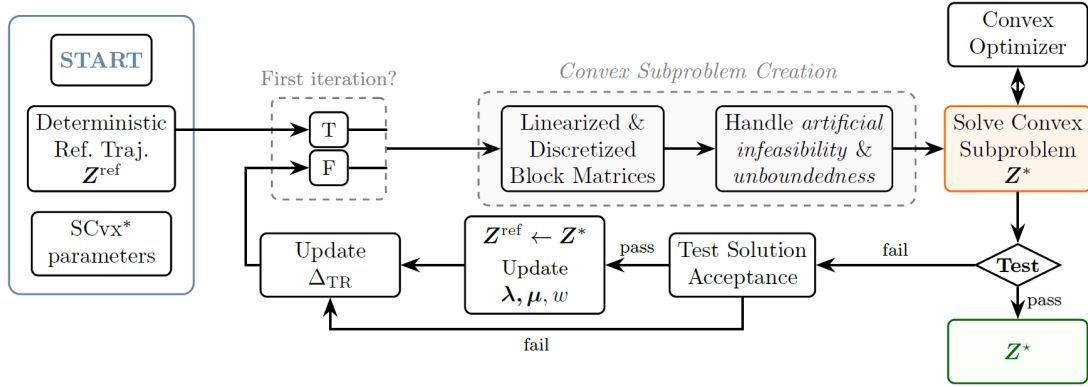 START
Deterministic
Ref. Traj.
Z^ref
SCvx*
parameters
First iteration?
T
F
Convex Subproblem Creation
Linearized &
Discretized
Block Matrices
Handle artificial
infeasibility &
unboundedness
Convex
Optimizer
Solve Convex
Subproblem
Z*
Test
fail
pass
Z⋆
Test Solution
Acceptance
pass
fail
Z^ref ← Z*
Update
λ, μ, w
Update
Δ_TR